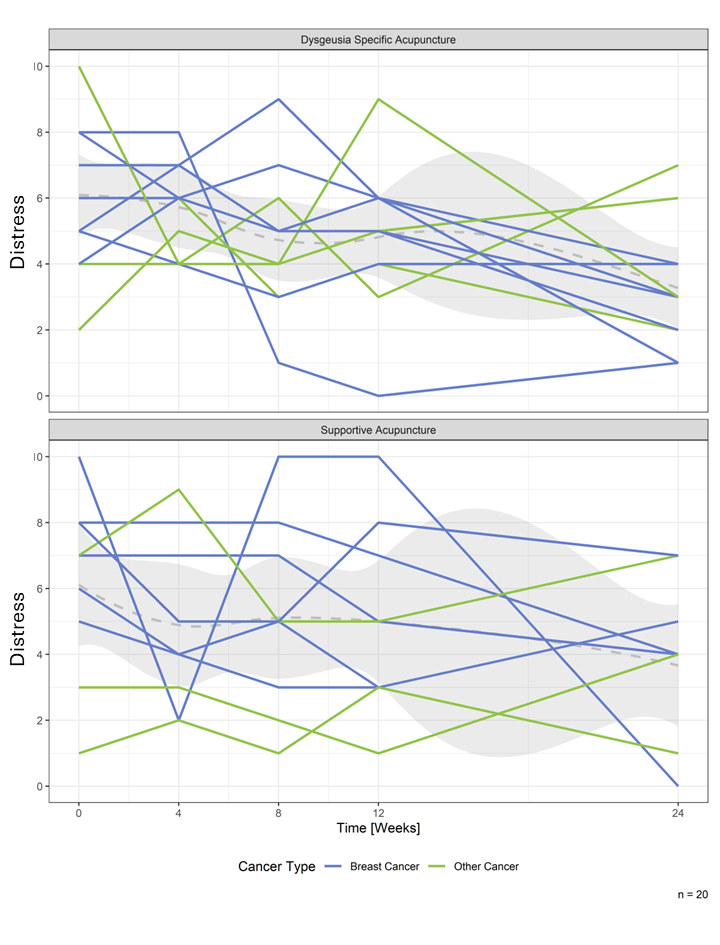 Dysgeusia Specific Acupuncture
10
8
6
4
2
0
Distress
Supportive Acupuncture
10
8
6
4
2
0
Distress
0 4 8 12 24
Time [Weeks]
Cancer Type Breast Cancer Other Cancer
n = 20